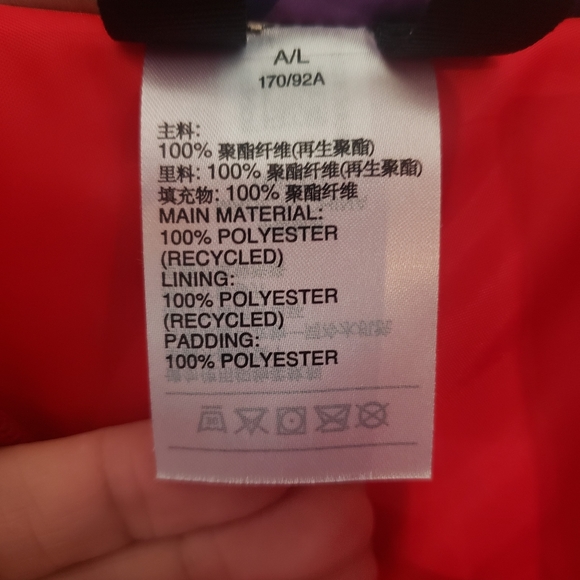 A/L
170/92A
主料:
100% 聚酯纤维(再生聚酯)
里料: 100% 聚酯纤维(再生聚酯)
填充物: 100% 聚酯纤维
MAIN MATERIAL:
100% POLYESTER
(RECYCLED)
LINING:
100% POLYESTER
(RECYCLED)
PADDING:
100% POLYESTER